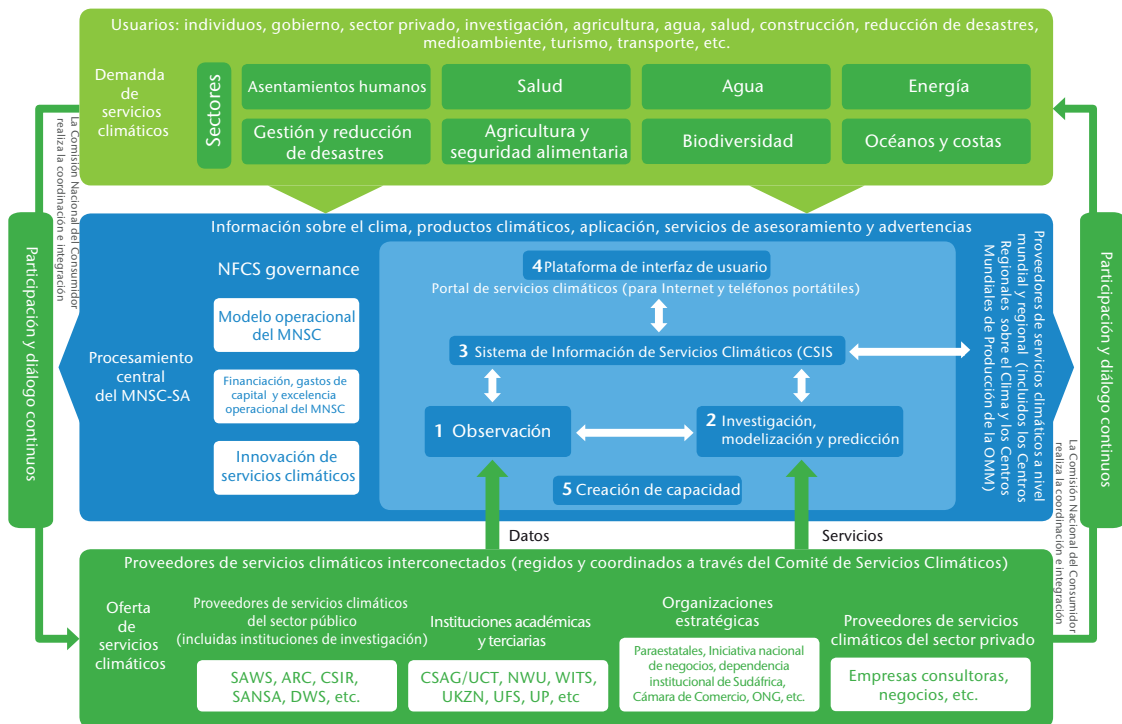 Usuarios: individuos, gobierno, sector privado, investigación, agricultura, agua, salud, construcción, reducción de desastres,
medioambiente, turismo, transporte, etc.
Demanda
de
servicios
climáticos
Sectores
Asentamientos humanos
Salud
Agua
Energía
Gestión y reducción
de desastres
Agricultura y
seguridad alimentaria
Biodiversidad
Océanos y costas
La Comisión Nacional del Consumidor
realiza la coordinación e integración
Participación y diálogo continuos
Información sobre el clima, productos climáticos, aplicación, servicios de asesoramiento y advertencias
NFCS governance
Modelo operacional
del MNSC
Financiación, gastos de
capital y excelencia
operacional del MNSC
Innovación de
servicios climáticos
Procesamiento
central
del MNSC-SA
4 Plataforma de interfaz de usuario
Portal de servicios climáticos (para Internet y teléfonos portátiles)
3 Sistema de Información de Servicios Climáticos (CSIS
1 Observación
2 Investigación,
modelización y predicción
5 Creación de capacidad
Proveedores de servicios climáticos a nivel
mundial y regional (incluidos los Centros
Regionales sobre el Clima y los Centros
Mundiales de Producción de la OMM)
Participación y diálogo continuos
La Comisión Nacional del Consumidor
realiza la coordinación e integración
Datos
Servicios
Proveedores de servicios climáticos interconectados (regidos y coordinados a través del Comité de Servicios Climáticos)
Oferta
de
servicios
climáticos
Proveedores de servicios climáticos
del sector público
(incluidas instituciones de investigación)
SAWS, ARC, CSIR,
SANSA, DWS, etc.
Instituciones académicas
y terciarias
CSAG/UCT, NWU, WITS,
UKZN, UFS, UP, etc
Organizaciones
estratégicas
Paraestatales, Iniciativa nacional
de negocios, dependencia
institucional de Sudáfrica,
Cámara de Comercio, ONG, etc.
Proveedores de servicios
climáticos del sector privado
Empresas consultoras,
negocios, etc.